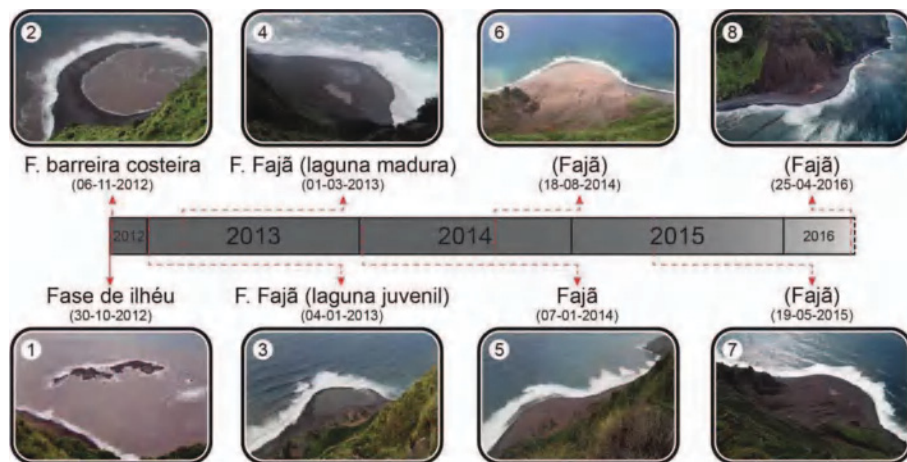 2
4
6
8
F. barreira costeira
(06-11-2012)
F. Fajã (laguna madura)
(01-03-2013)
(Fajã)
(18-08-2014)
(Fajã)
(25-04-2016)
2012
2013
2014
2015
2016
Fase de ilhéu
(30-10-2012)
F. Fajã (laguna juvenil)
(04-01-2013)
Fajã
(07-01-2014)
(Fajã)
(19-05-2015)
1
3
5
7